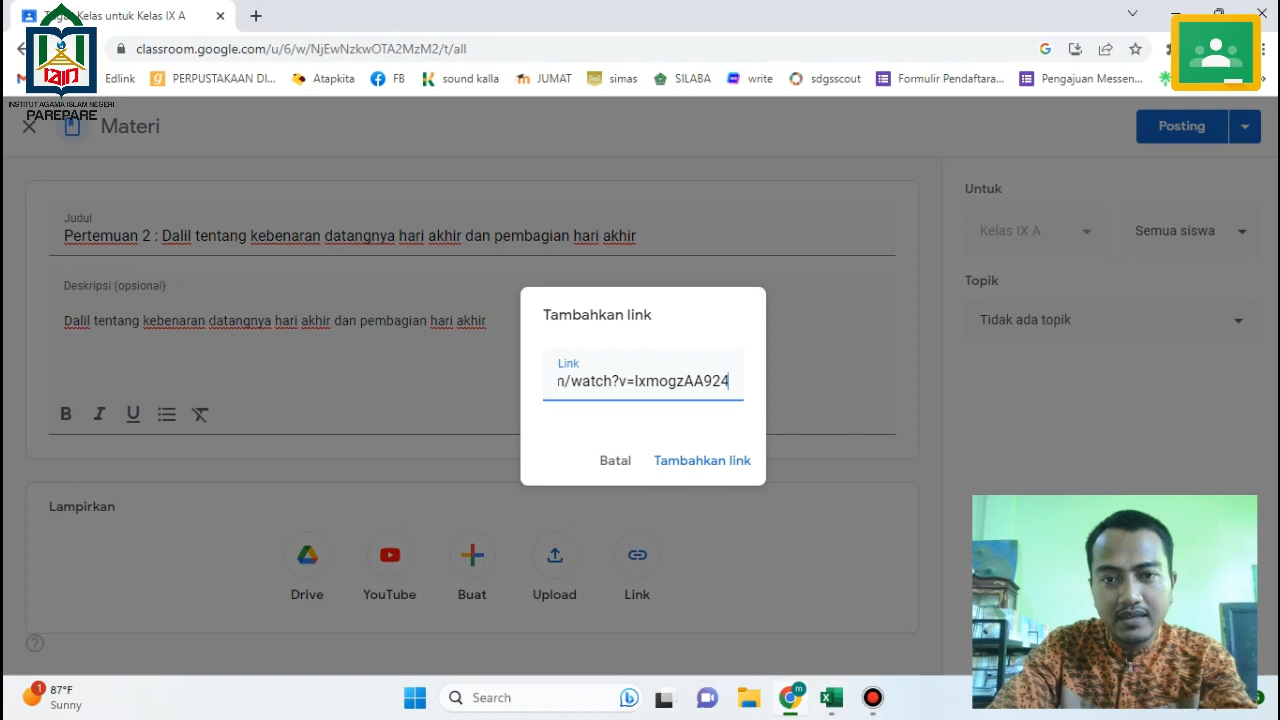 Kelas untuk Kelas IX A
classroom.google.com/u/6/w/NjEwNzkwOTA2MzM2/t/all
Edlink
PERPUSTAKAAN DI...
Atapkita
FB
sound kalla
JUMAT
simas
SILABA
write
sdgsscout
Formulir Pendaftara...
Pengajuan Messen...
iain
INSTITUT AGAMA ISLAM NEGERI
PAREPARE
Materi
Posting
Judul
Pertemuan 2 : Dalil tentang kebenaran datangnya hari akhir dan pembagian hari akhir
Deskripsi (opsional)
Dalil tentang kebenaran datangnya hari akhir dan pembagian hari akhir
B I U
Untuk
Kelas IX A
Semua siswa
Topik
Tidak ada topik
Tambahkan link
Link
n/watch?v=lxmogzAA924
Batal
Tambahkan link
Lampirkan
Drive
YouTube
Buat
Upload
Link
1
87°F
Sunny
Search
m